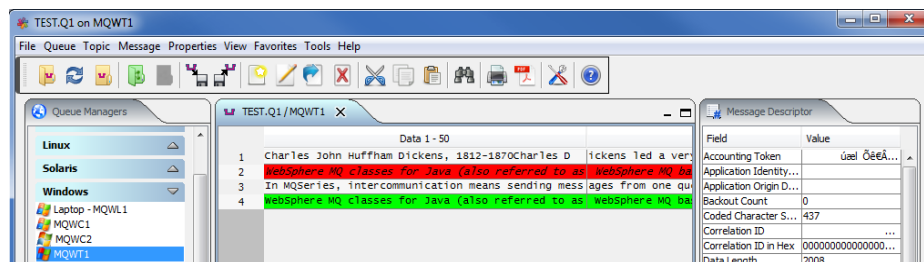 TEST.Q1 on MQWT1
File Queue Topic Message Properties View Favorites Tools Help
Queue Managers
Linux
Solaris
Windows
Laptop - MQWL1
MQWC1
MQWC2
MQWT1
TEST.Q1/MQWT1 X
Data 1 - 50
1 Charles John Huffham Dickens, 1812-1870Charles D ickens led a very
2 WebSphere MQ classes for Java (also referred to as WebSphere MQ ba
3 In MQSeries, intercommunication means sending mess ages from one qu
4 WebSphere MQ classes for Java (also referred to as WebSphere MQ ba
Message Descriptor
Field Value
Accounting Token úæl Õê€Â...
Application Identity...
Application Origin D...
Backout Count 0
Coded Character S... 437
Correlation ID ...
Correlation ID in Hex 000000000000000...
Data Length 2008